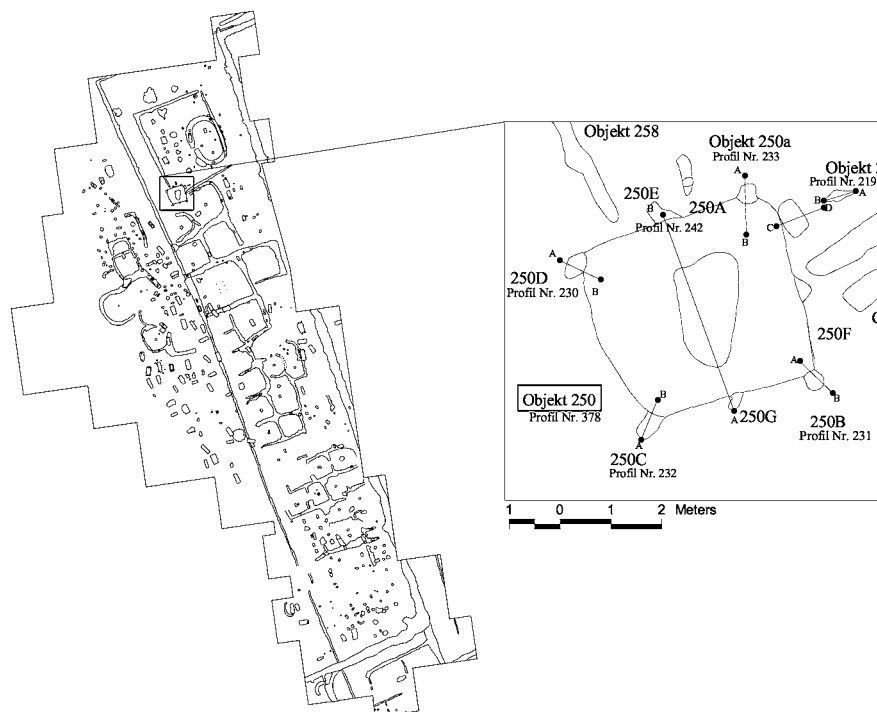 Objekt 258
Objekt 250a
Profil Nr. 233
A
Objekt
Profil Nr. 219
A
B
D
250E
250A
B
Profil Nr. 242
C
B
A
250D
Profil Nr. 230
B
250F
A
Objekt 250
Profil Nr. 378
B
B
A
250G
250B
Profil Nr. 231
A
250C
Profil Nr. 232
1 0 1 2 Meters